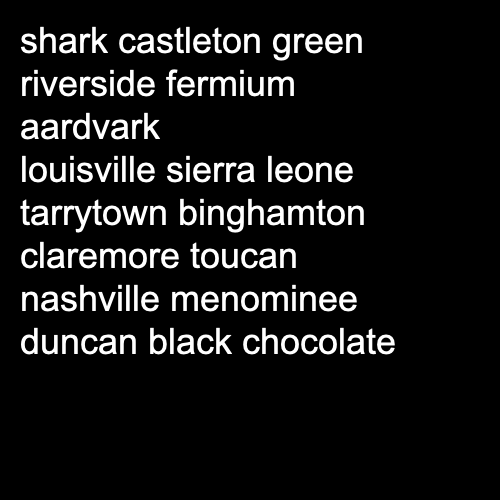 shark castleton green
riverside fermium
aardvark
louisville sierra leone
tarrytown binghamton
claremore toucan
nashville menominee
duncan black chocolate